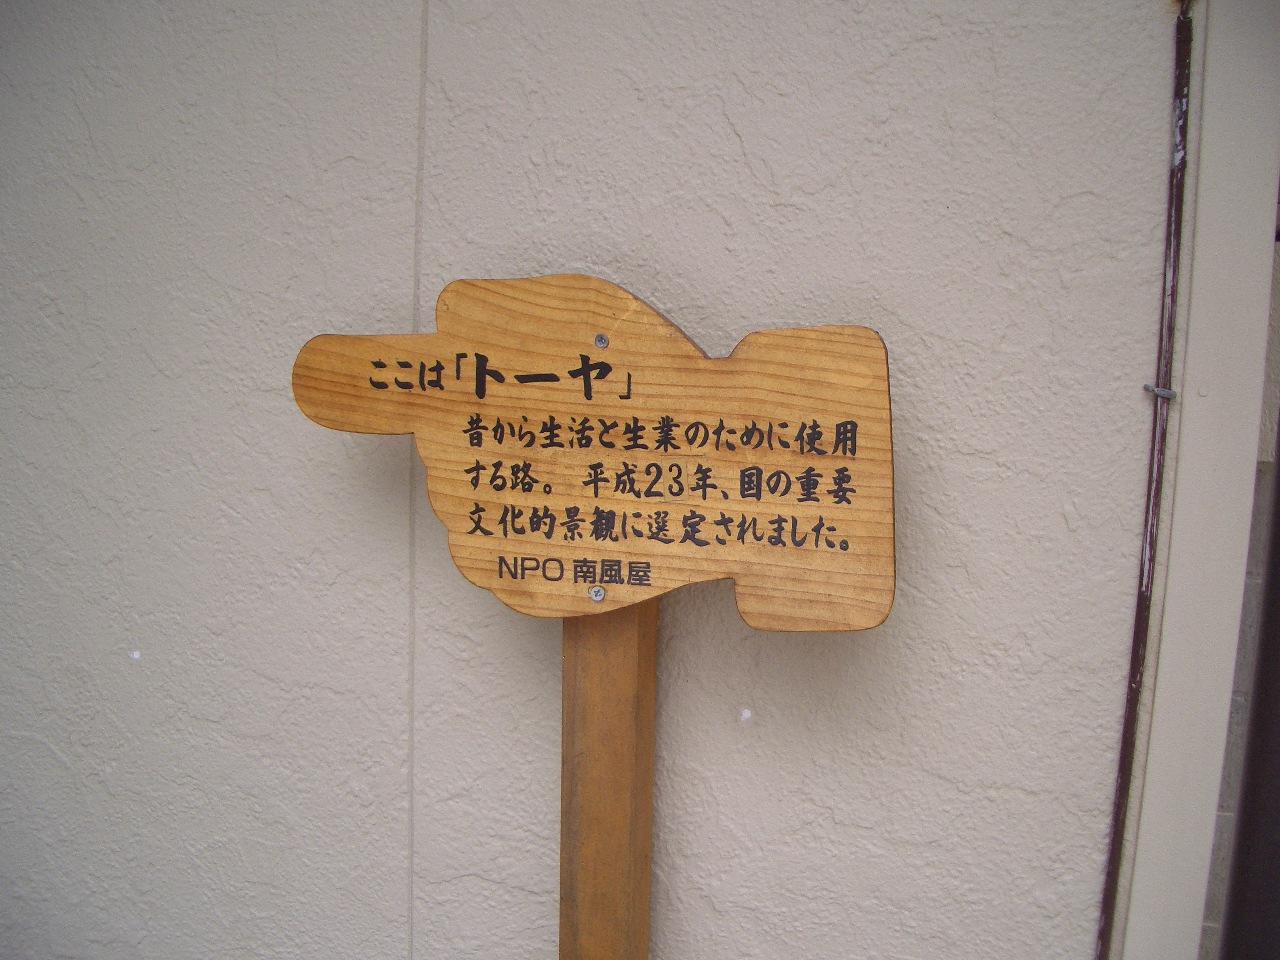 ここは「トーヤ」
昔から生活と生業のために使用
する路。平成23年、国の重要
文化的景観に選定されました。
NPO 南風屋